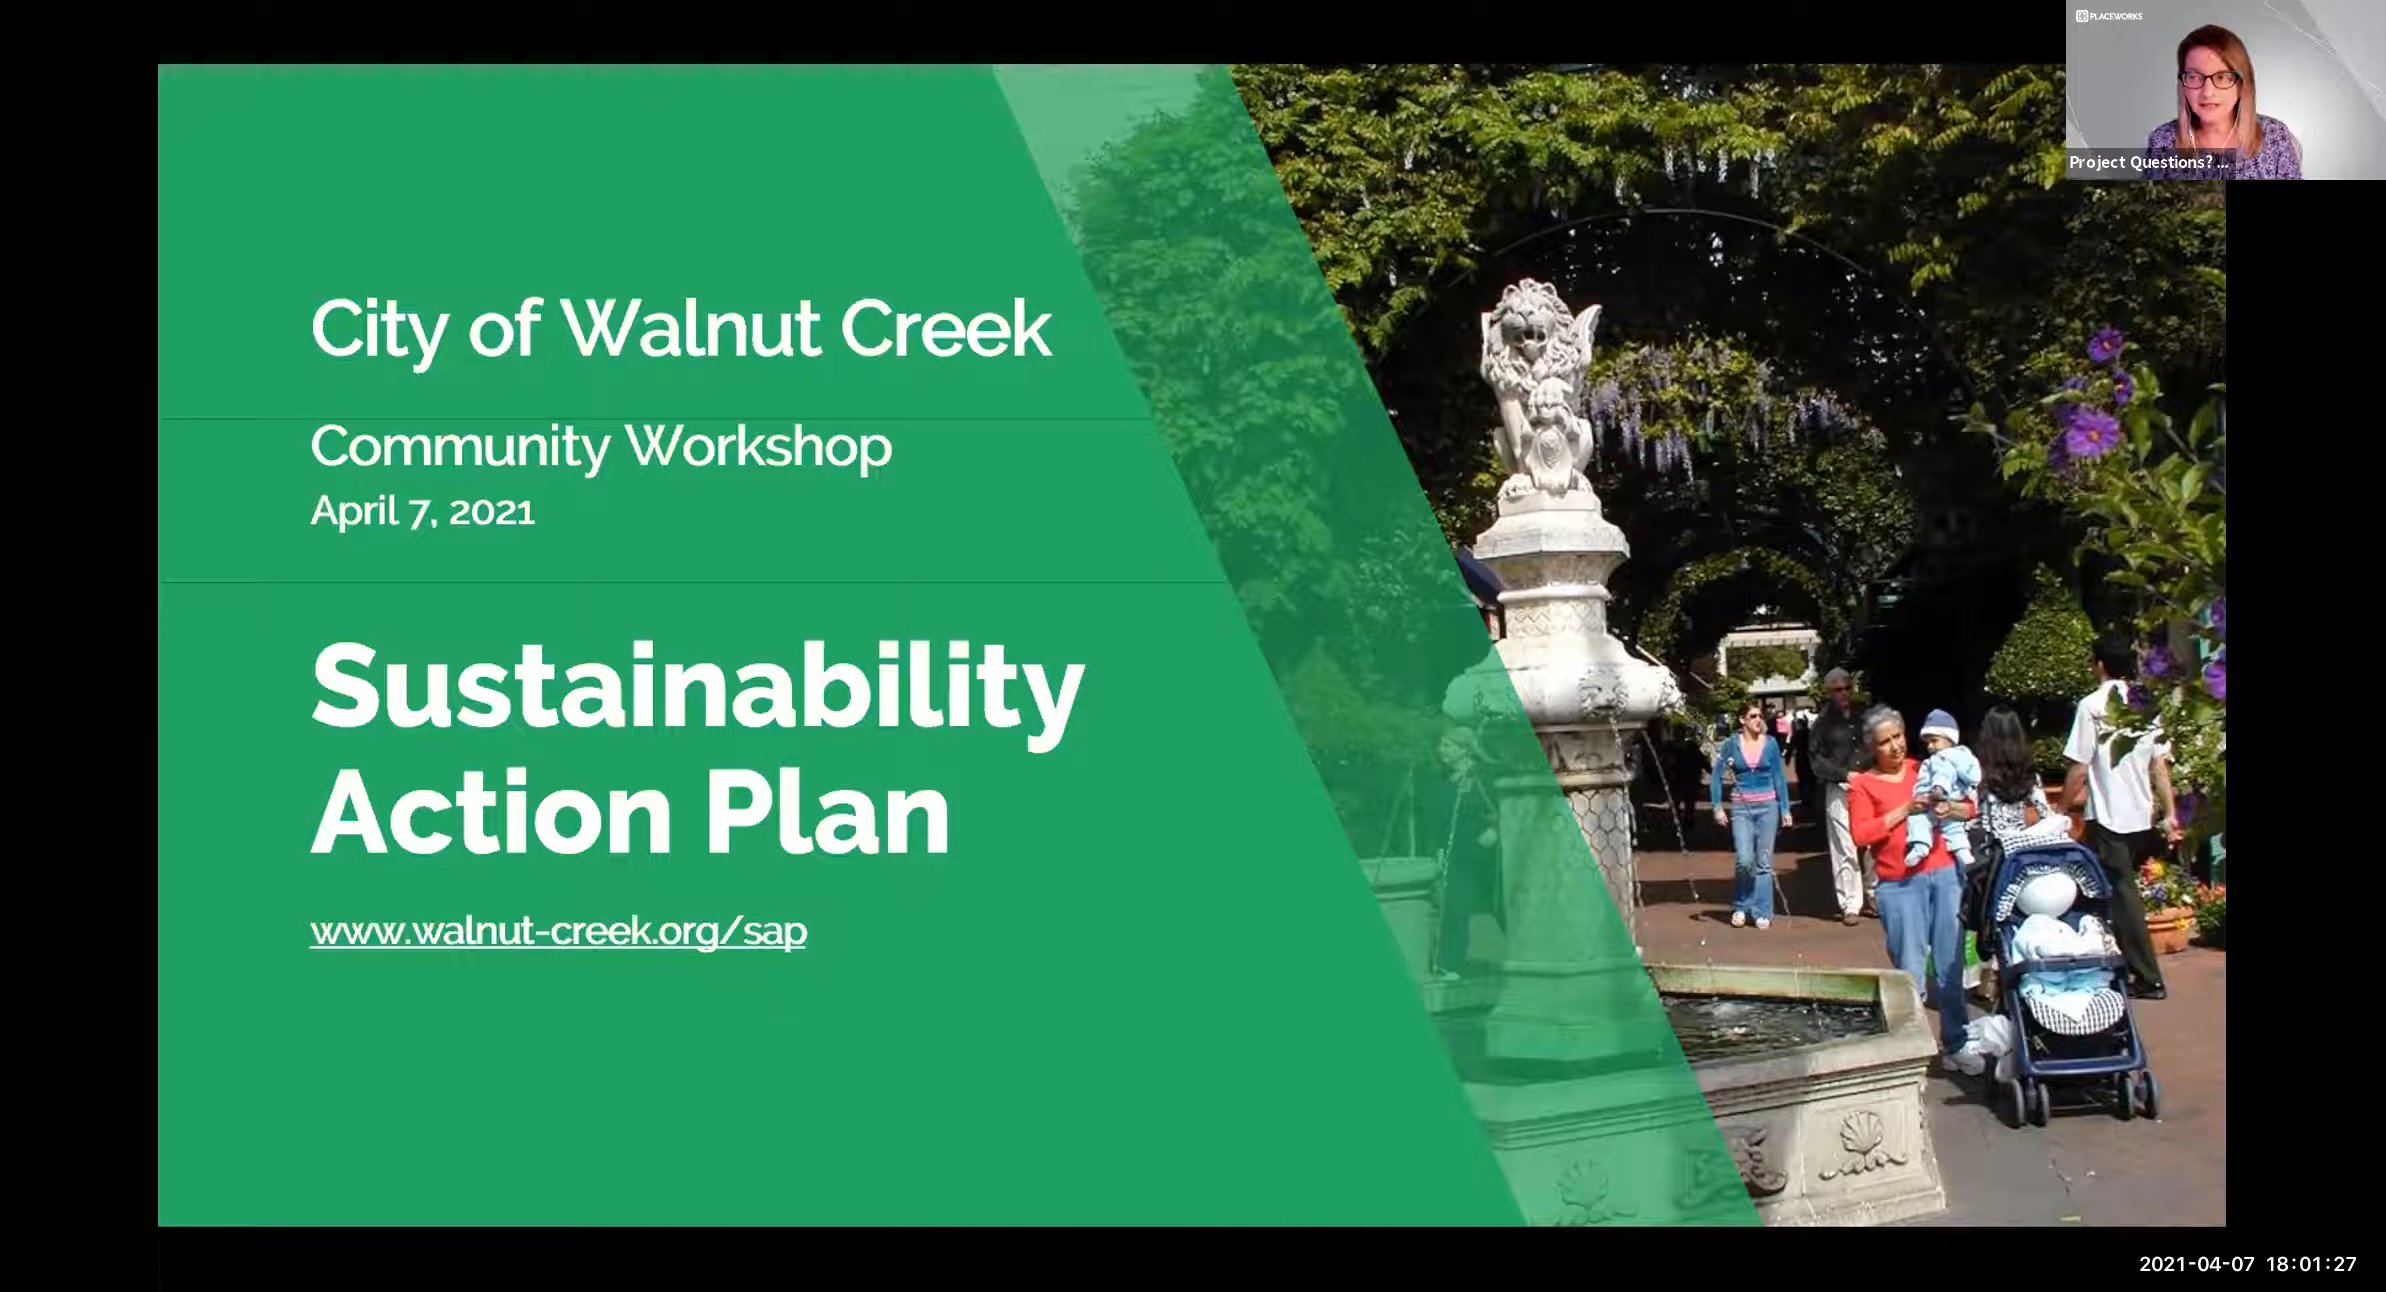 PLACEWORKS
Project Questions? ...
City of Walnut Creek
Community Workshop
April 7, 2021
Sustainability
Action Plan
www.walnut-creek.org/sap
2021-04-07 18:01:27